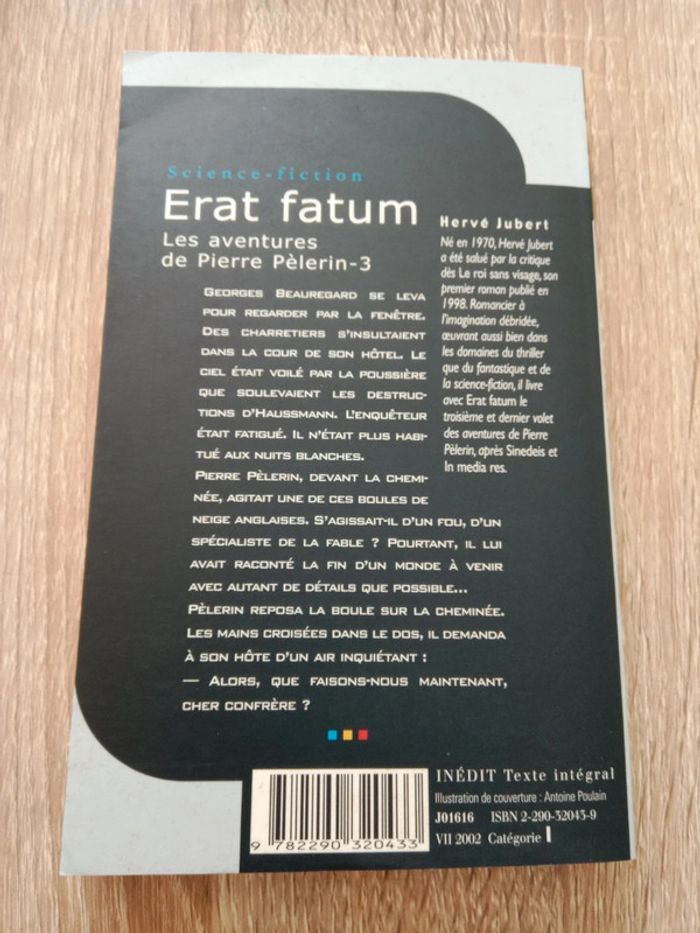 Science-fiction
Erat fatum
Les aventures
de Pierre Pèlerin-3
GEORGES BEAUREGARD SE LEVA
POUR REGARDER PAR LA FENÊTRE.
DES CHARRETIERS S'INSULTAIENT
DANS LA COUR DE SON HÔTEL. LE
CIEL ÉTAIT VOILÉ PAR LA POUSSIÈRE
QUE SOULEVAIENT LES DESTRUC-
TIONS D'HAUSSMANN. L'ENQUÊTEUR
ÉTAIT FATIGUÉ. IL N'ÉTAIT PLUS HABI-
TUÉ AUX NUITS BLANCHES.
PIERRE PÈLERIN, DEVANT LA CHEMI-
NÉE, AGITAIT UNE DE CES BOULES DE
NEIGE ANGLAISES. S'AGISSAIT-IL D'UN FOU, D'UN
SPÉCIALISTE DE LA FABLE ? POURTANT, IL LUI
AVAIT RACONTÉ LA FIN D'UN MONDE À VENIR
AVEC AUTANT DE DÉTAILS QUE POSSIBLE...
PÈLERIN REPOSA LA BOULE SUR LA CHEMINÉE.
LES MAINS CROISÉES DANS LE DOS, IL DEMANDA
À SON HÔTE D'UN AIR INQUIÉTANT :
— ALORS, QUE FAISONS-NOUS MAINTENANT,
CHER CONFRÈRE ?
Hervé Jubert
Né en 1970, Hervé Jubert
a été salué par la critique
dès Le roi sans visage, son
premier roman publié en
1998. Romancier à
l'imagination débridée,
œuvrant aussi bien dans
les domaines du thriller
que du fantastique et de
la science-fiction, il livre
avec Erat fatum le
troisième et dernier volet
des aventures de Pierre
Pèlerin, après Sinedeis et
In media res.
9 782290 320433
INÉDIT Texte intégral
Illustration de couverture : Antoine Poulain
J01616 ISBN 2-290-32043-9
VII 2002 Catégorie I